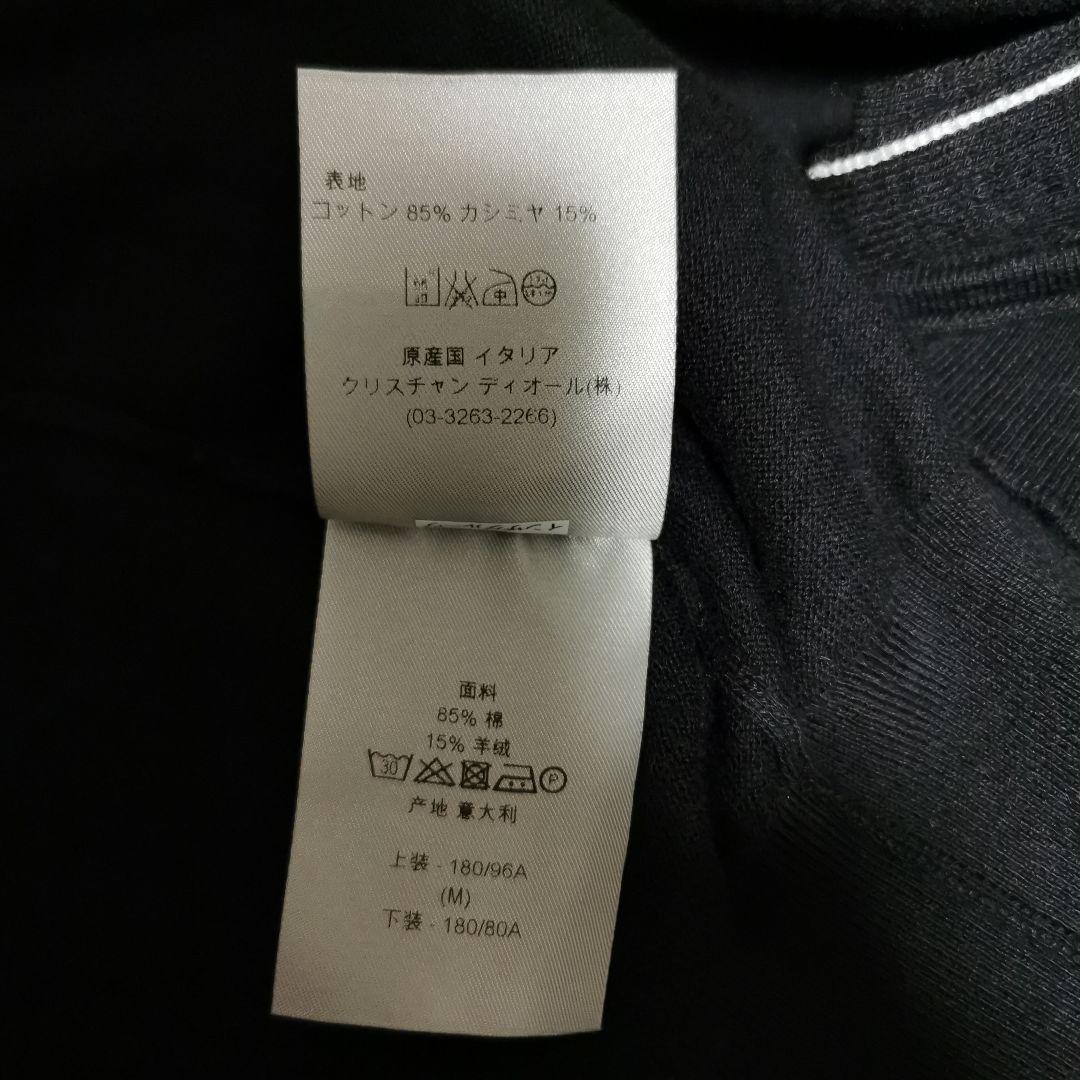 表地
コットン 85% カシミヤ 15%
中
原産国 イタリア
クリスチャン ディオール(株)
(03-3263-2266)
面料
85% 棉
15% 羊绒
30 P
产地 意大利
上装 - 180/96A
(M)
下装 - 180/80A